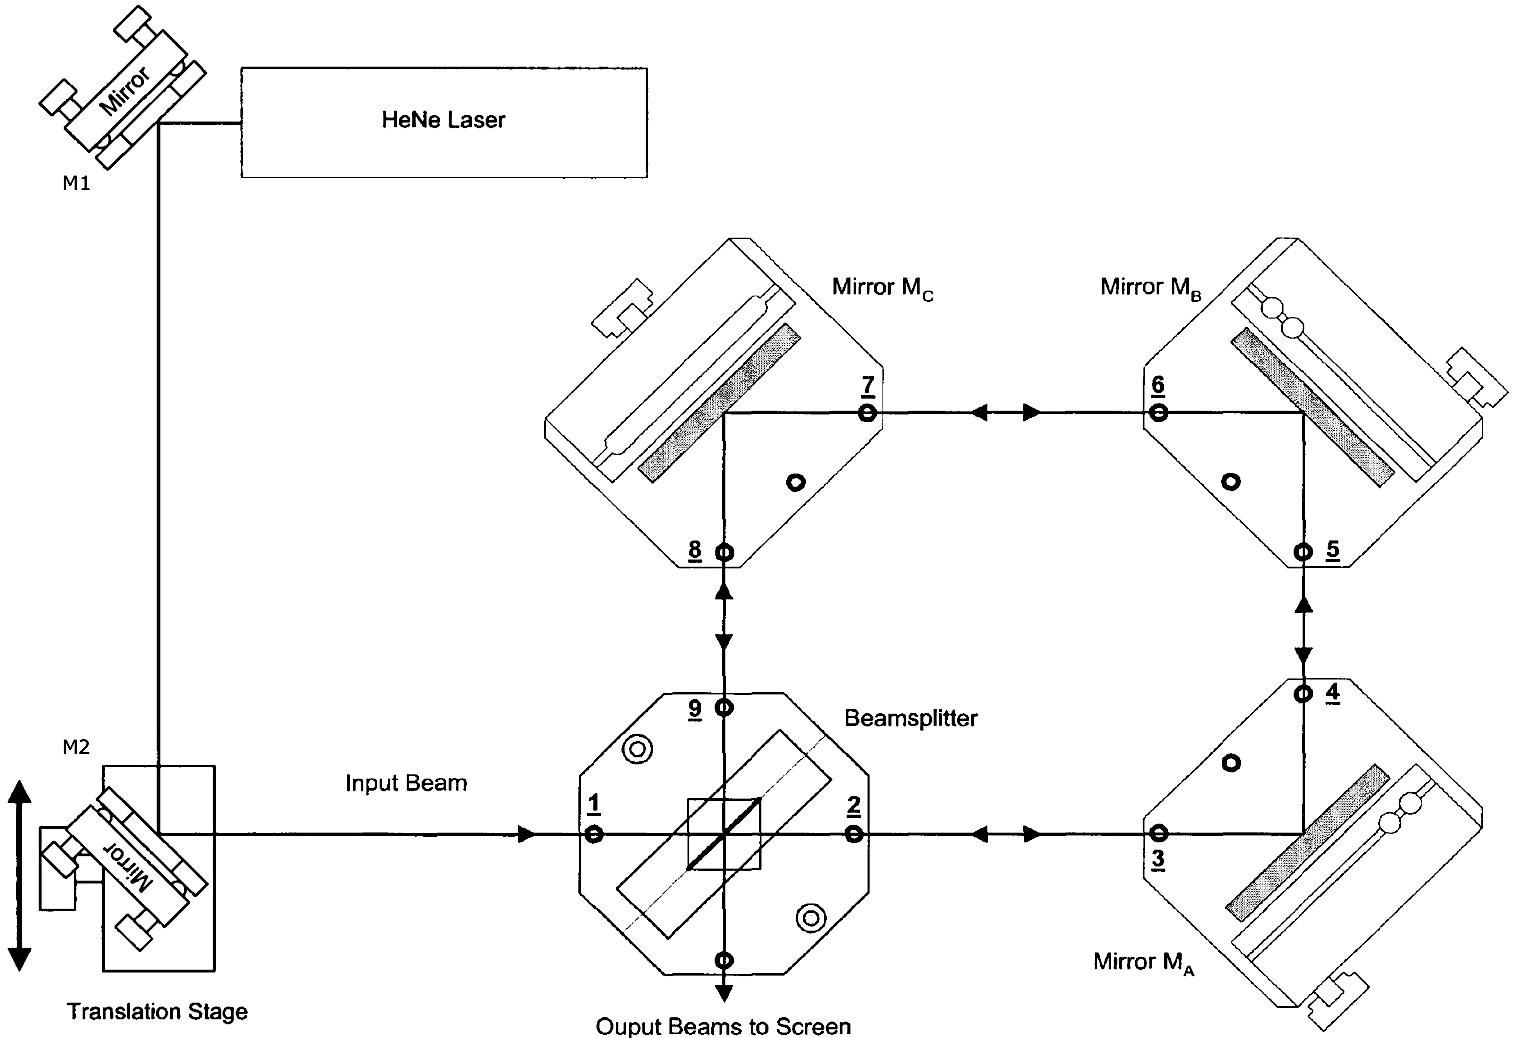 Mirror
HeNe Laser
M1
Mirror M_C
Mirror M_B
7
6
8
5
4
9
Beamsplitter
M2
Input Beam
1
2
3
Mirror
Mirror M_A
Translation Stage
Ouput Beams to Screen